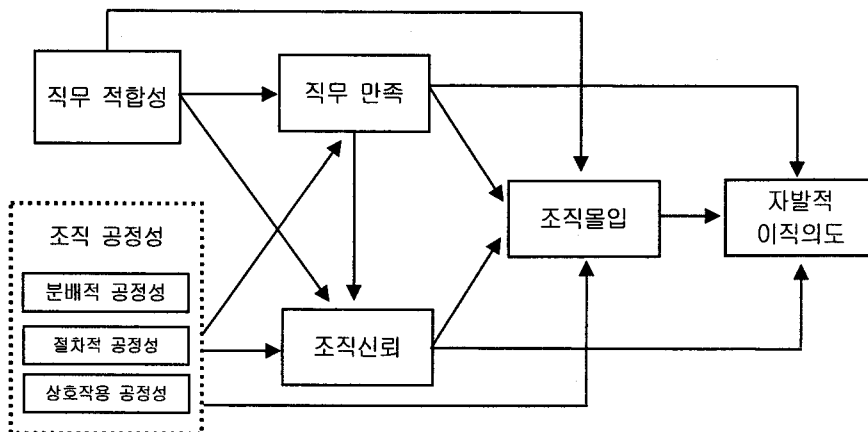 직무 적합성
직무 만족
조직몰입
자발적
이직의도
조직 공정성
분배적 공정성
절차적 공정성
상호작용 공정성
조직신뢰